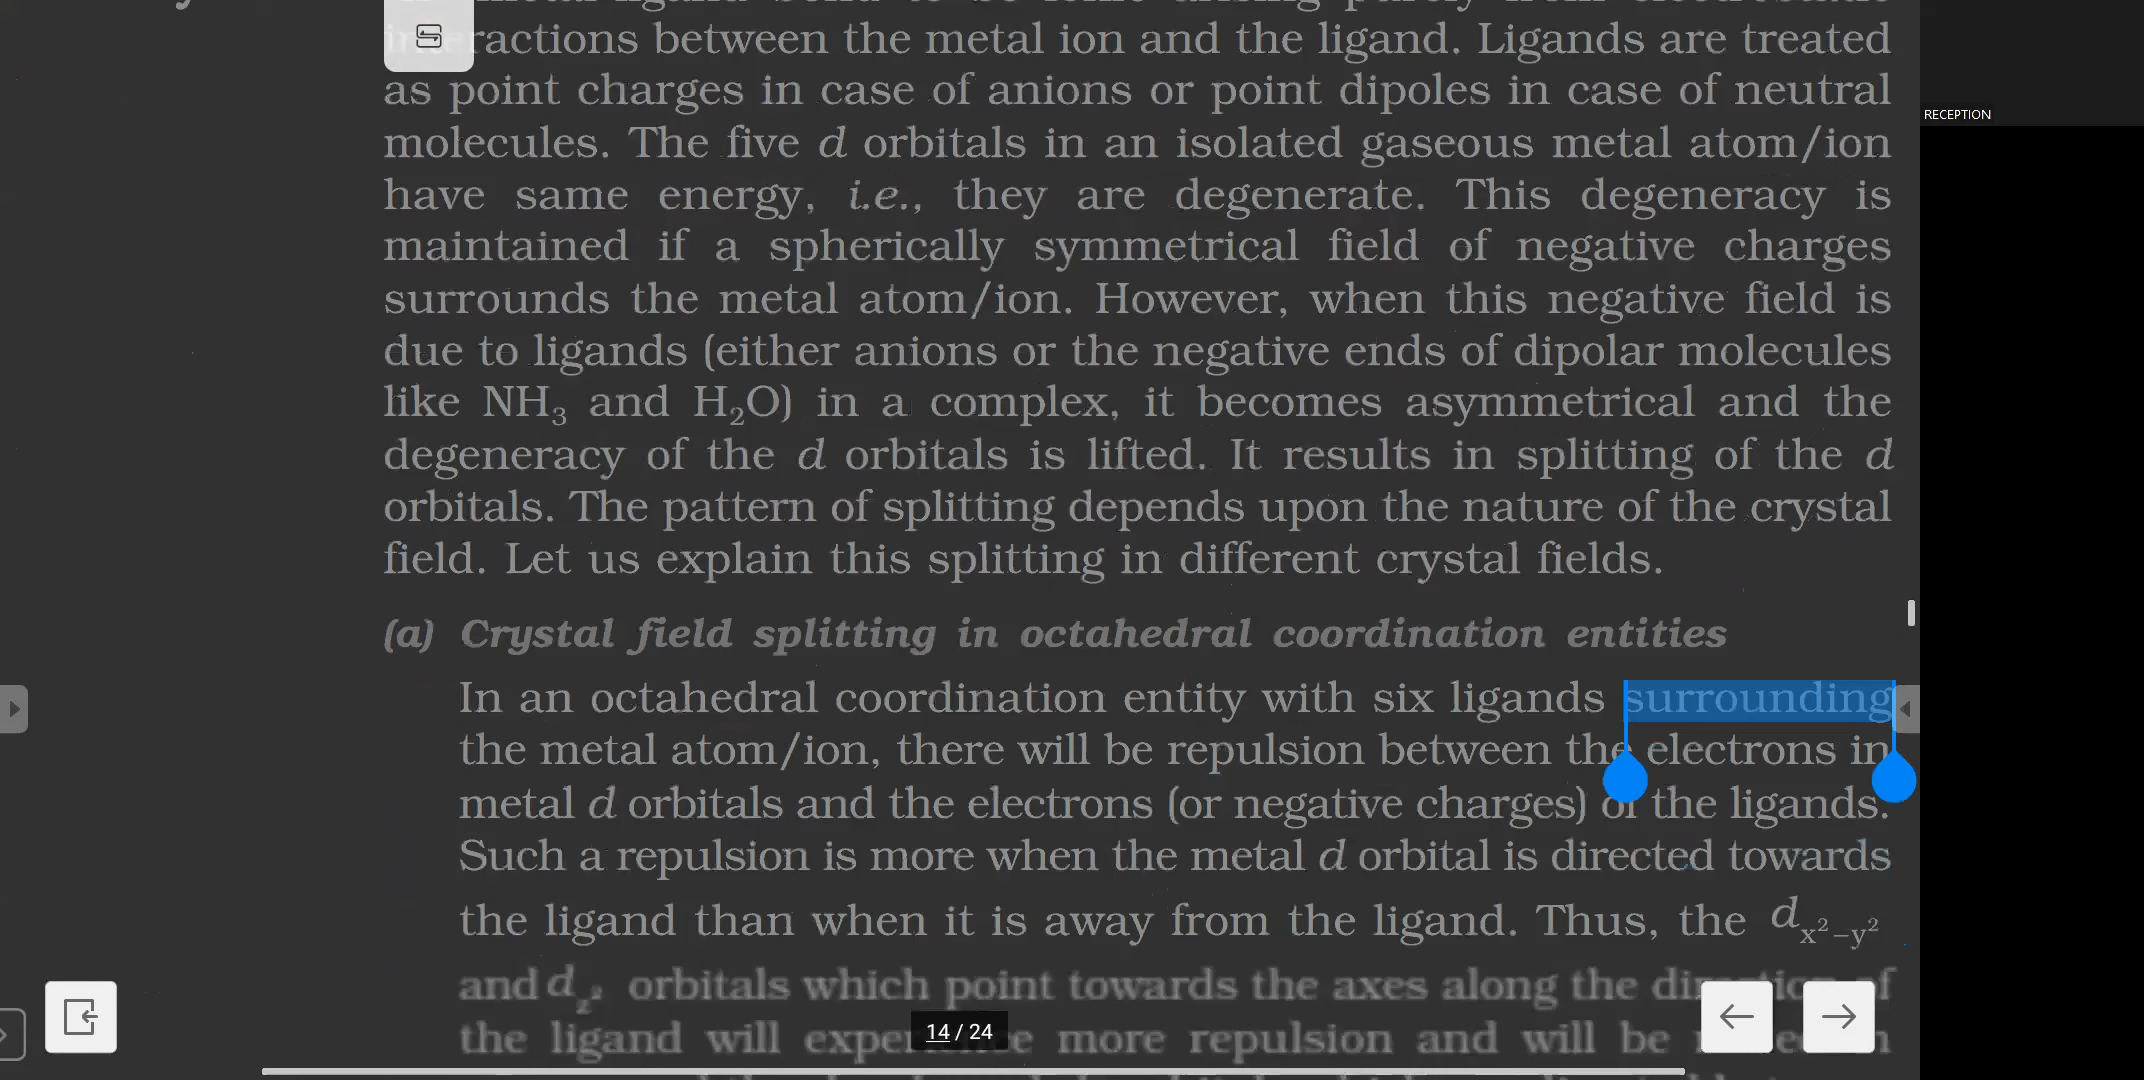 ractions between the metal ion and the ligand. Ligands are treated
as point charges in case of anions or point dipoles in case of neutral
molecules. The five d orbitals in an isolated gaseous metal atom/ion
have same energy, i.e., they are degenerate. This degeneracy is
maintained if a spherically symmetrical field of negative charges
surrounds the metal atom/ion. However, when this negative field is
due to ligands (either anions or the negative ends of dipolar molecules
like NH₃ and H₂O) in a complex, it becomes asymmetrical and the
degeneracy of the d orbitals is lifted. It results in splitting of the d
orbitals. The pattern of splitting depends upon the nature of the crystal
field. Let us explain this splitting in different crystal fields.
(a) Crystal field splitting in octahedral coordination entities
In an octahedral coordination entity with six ligands surrounding
the metal atom/ion, there will be repulsion between the electrons in
metal d orbitals and the electrons (or negative charges) of the ligands.
Such a repulsion is more when the metal d orbital is directed towards
the ligand than when it is away from the ligand. Thus, the dₓ²₋y²
and d_z² orbitals which point towards the axes along the direction of
the ligand will experience more repulsion and will be
14 / 24
RECEPTION